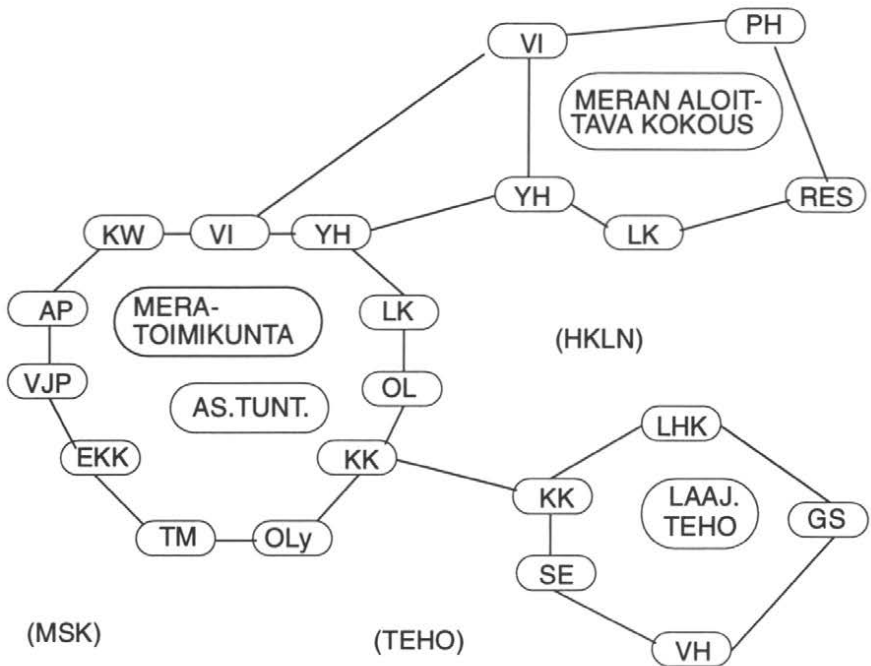 VI
PH
MERAN ALOIT-
TAVA KOKOUS
YH
RES
LK
KW
VI
YH
AP
MERA-
TOIMIKUNTA
LK
(HKLN)
VJP
AS.TUNT.
OL
LHK
EKK
KK
KK
LAAJ.
TEHO
GS
TM
OLy
SE
(MSK)
(TEHO)
VH